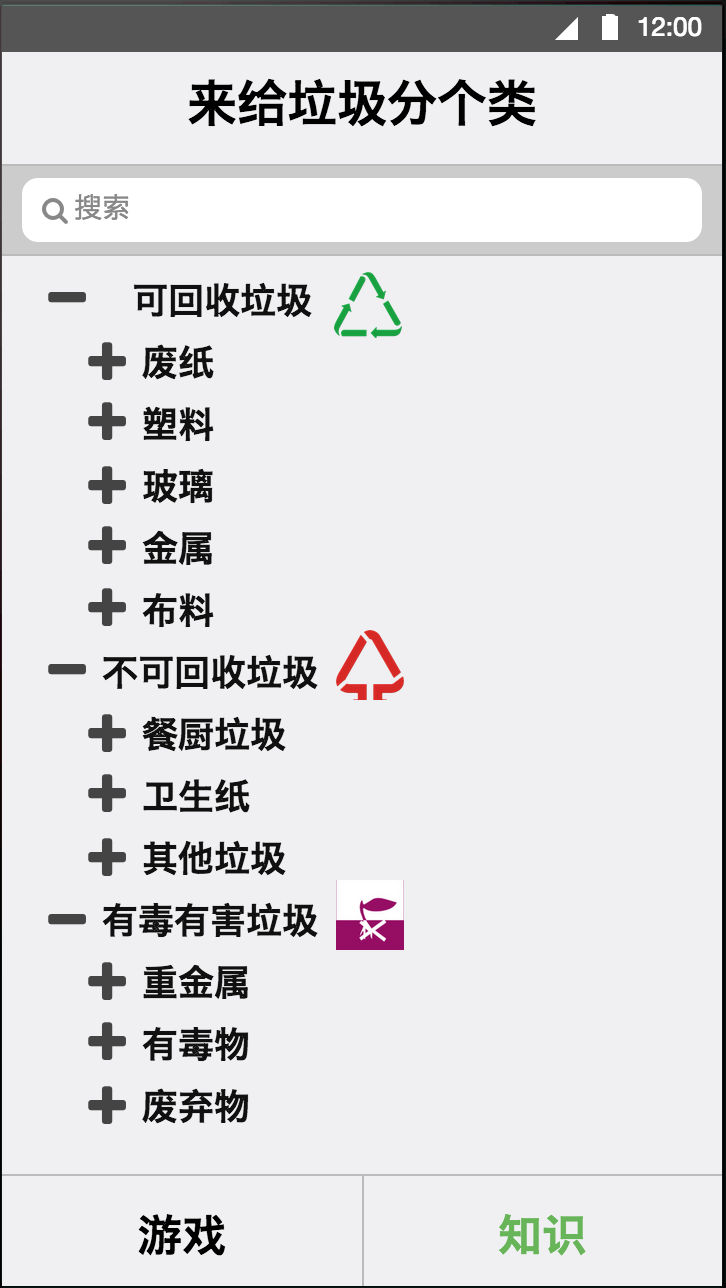 12:00
来给垃圾分个类
搜索
可回收垃圾
废纸
塑料
玻璃
金属
布料
不可回收垃圾
餐厨垃圾
卫生纸
其他垃圾
有毒有害垃圾
重金属
有毒物
废弃物
游戏
知识